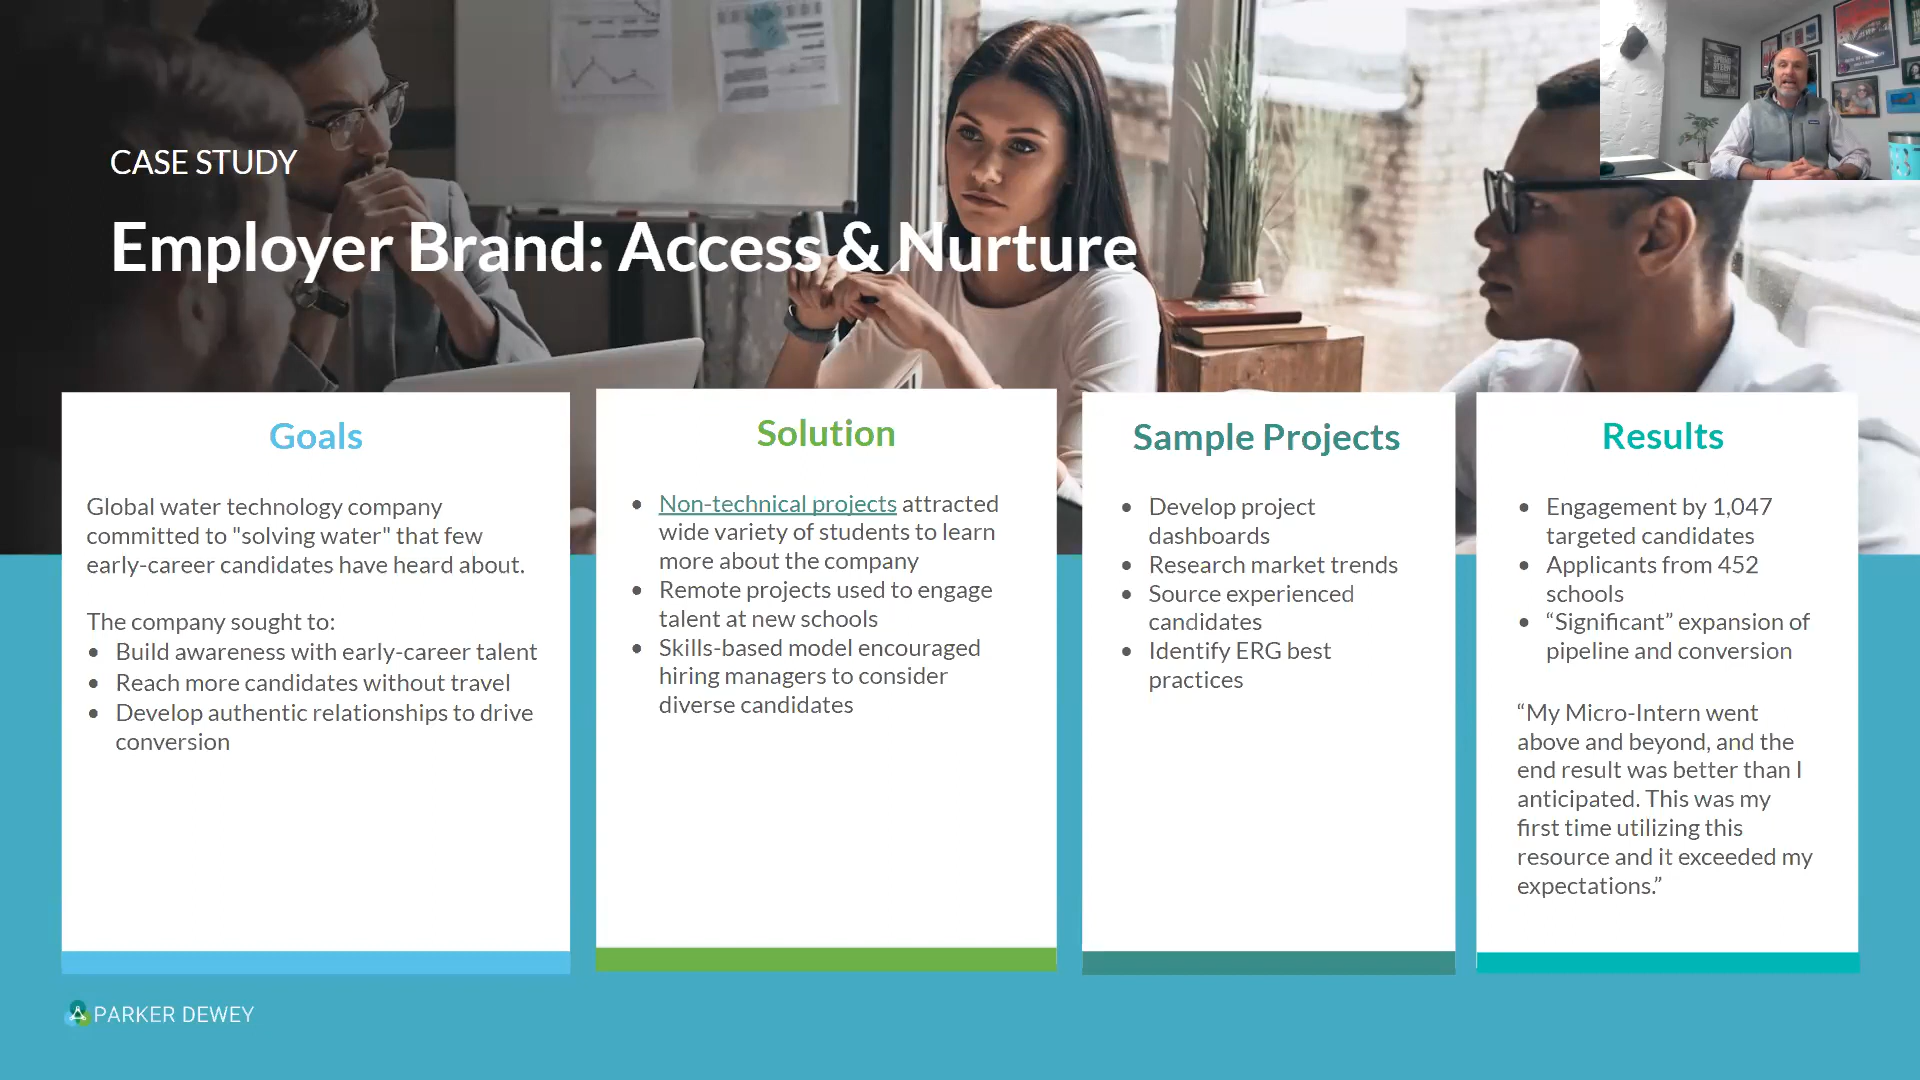 CASE STUDY
Employer Brand: Access & Nurture
Goals
Global water technology company
committed to "solving water" that few
early-career candidates have heard about.
The company sought to:
● Build awareness with early-career talent
● Reach more candidates without travel
● Develop authentic relationships to drive
conversion
Solution
● Non-technical projects attracted
wide variety of students to learn
more about the company
● Remote projects used to engage
talent at new schools
● Skills-based model encouraged
hiring managers to consider
diverse candidates
Sample Projects
● Develop project
dashboards
● Research market trends
● Source experienced
candidates
● Identify ERG best
practices
Results
● Engagement by 1,047
targeted candidates
● Applicants from 452
schools
● “Significant” expansion of
pipeline and conversion
“My Micro-Intern went
above and beyond, and the
end result was better than I
anticipated. This was my
first time utilizing this
resource and it exceeded my
expectations.”
PARKER DEWEY